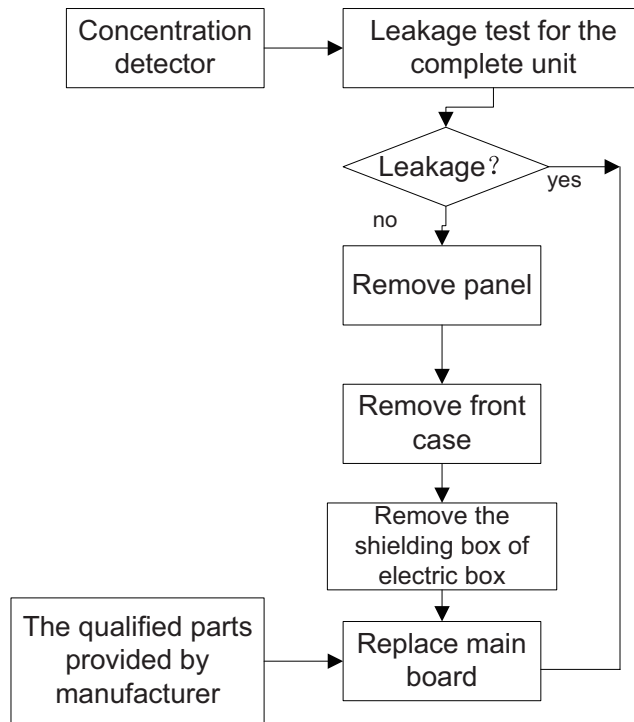 Concentration
detector
Leakage test for the
complete unit
Leakage？
yes
no
Remove panel
Remove front
case
Remove the
shielding box of
electric box
The qualified parts
provided by
manufacturer
Replace main
board